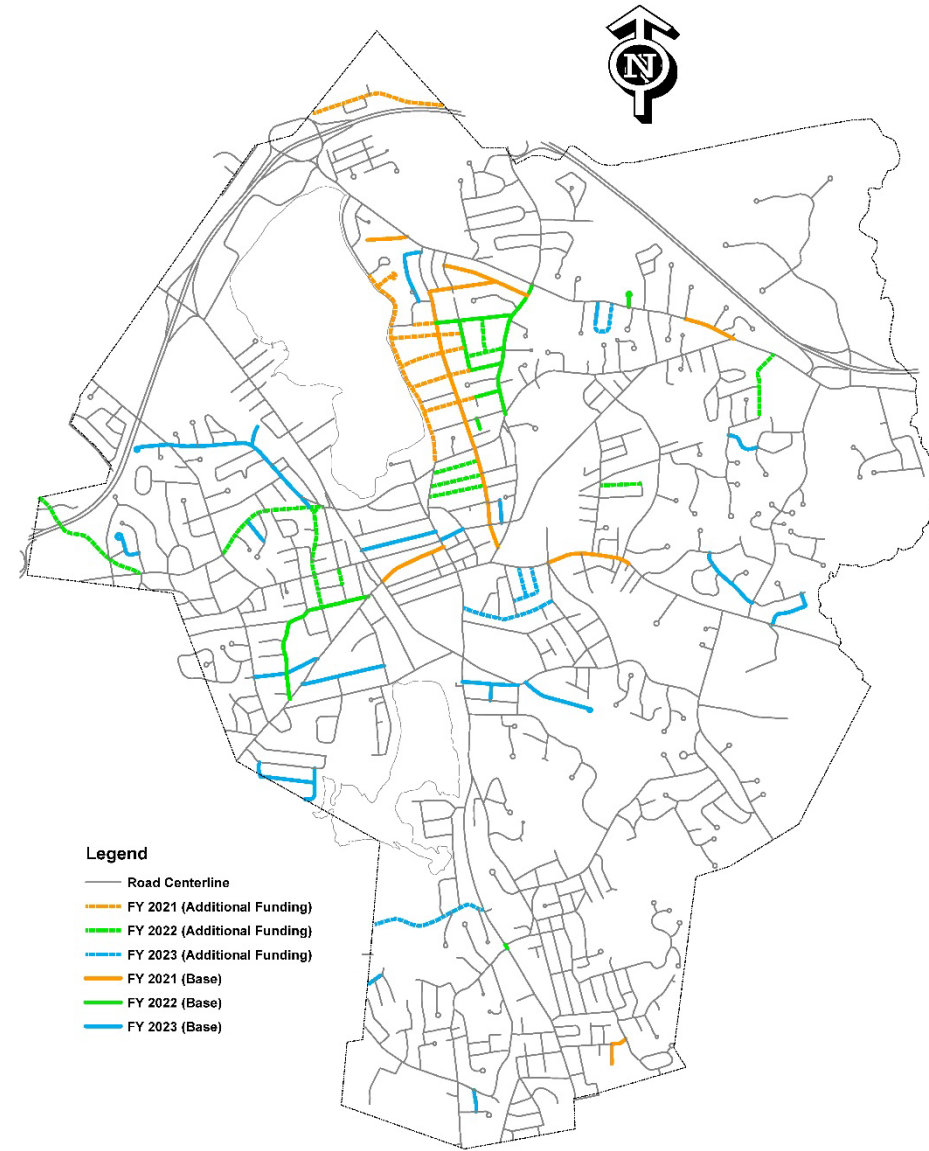 N
Legend
Road Centerline
FY 2021 (Additional Funding)
FY 2022 (Additional Funding)
FY 2023 (Additional Funding)
FY 2021 (Base)
FY 2022 (Base)
FY 2023 (Base)